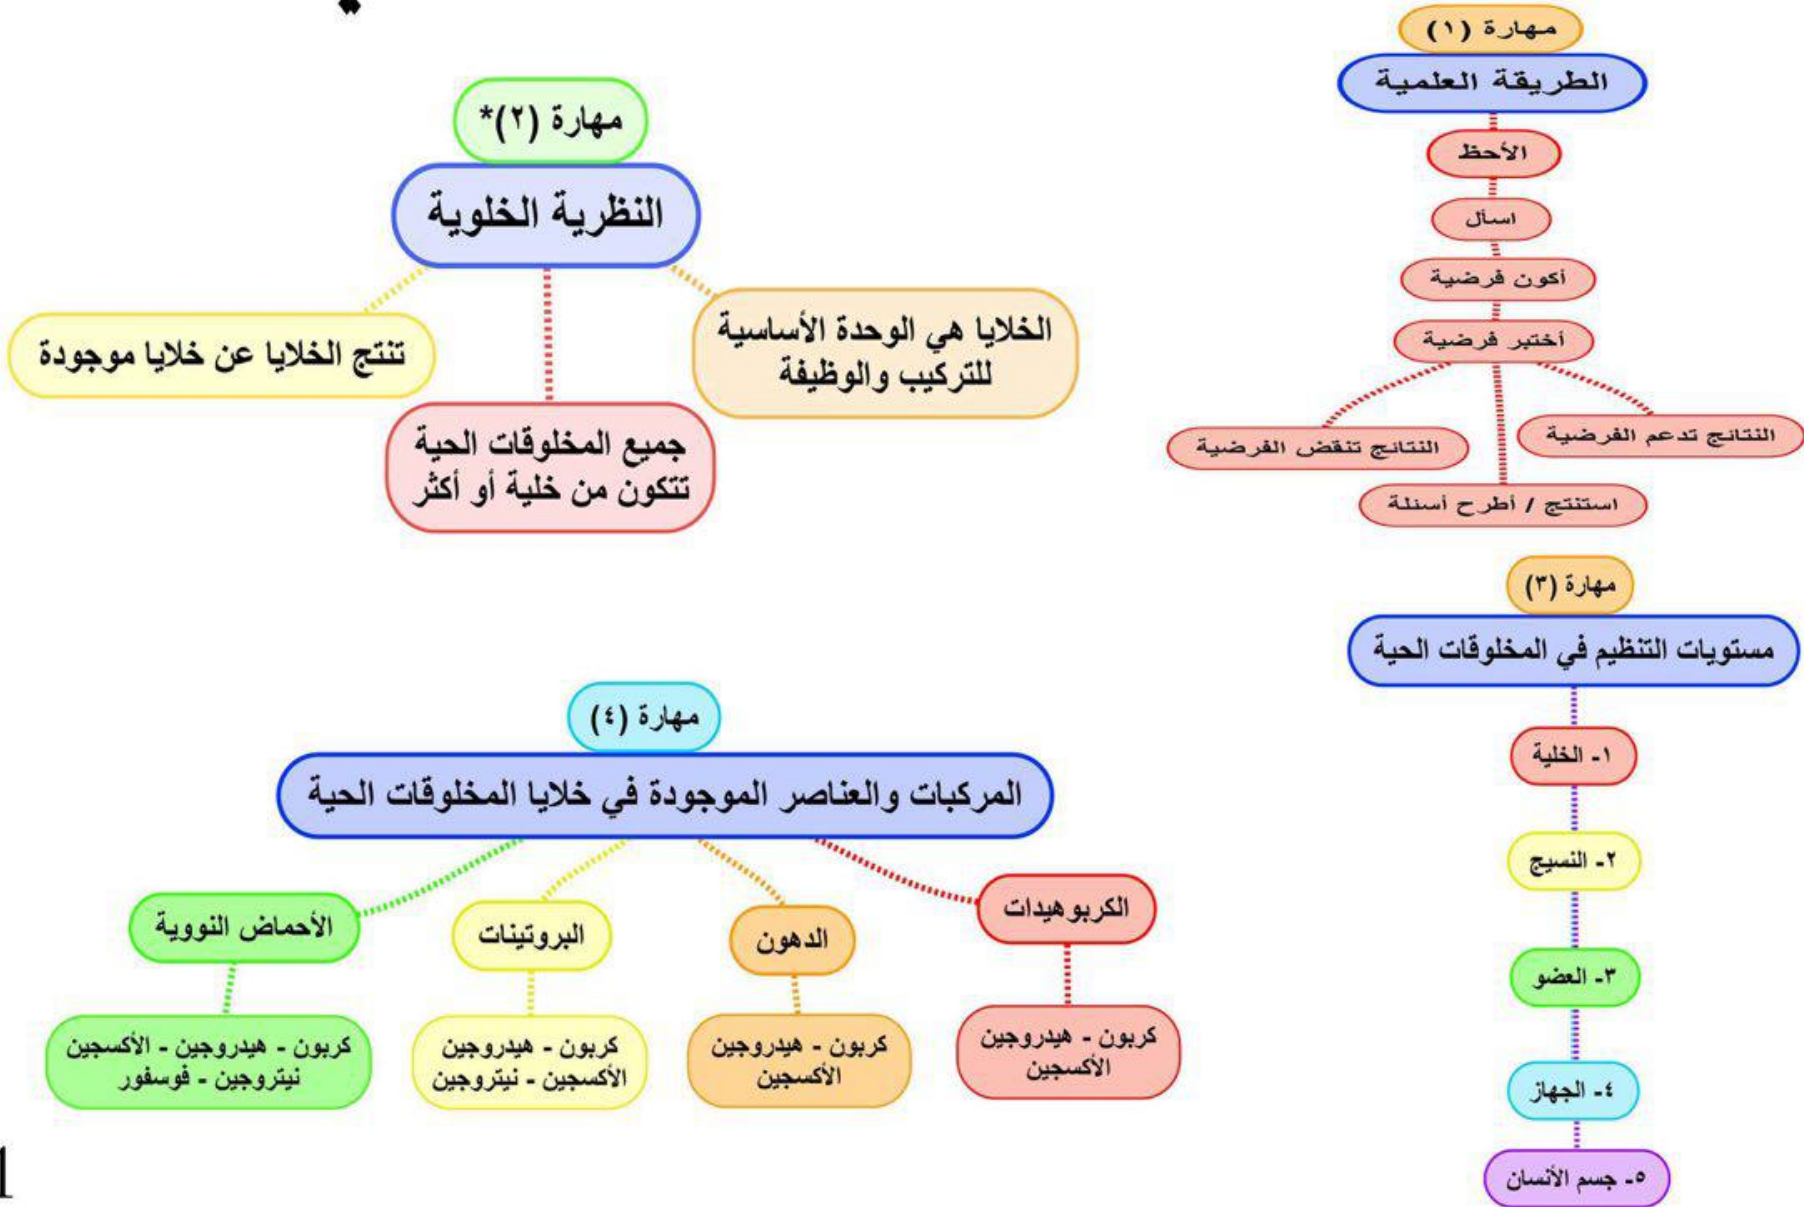 مهارة (١)
الطريقة العلمية
الأحظ
اسأل
أكون فرضية
أختبر فرضية
النتائج تدعم الفرضية
النتائج تنقض الفرضية
استنتج / أطرح أسئلة
مهارة (٢)*
النظرية الخلوية
الخلايا هي الوحدة الأساسية
للتركيب والوظيفة
جميع المخلوقات الحية
تتكون من خلية أو أكثر
تنتج الخلايا عن خلايا موجودة
مهارة (٣)
مستويات التنظيم في المخلوقات الحية
١- الخلية
٢- النسيج
٣- العضو
٤- الجهاز
٥- جسم الأنسان
مهارة (٤)
المركبات والعناصر الموجودة في خلايا المخلوقات الحية
الكربوهيدات
كربون - هيدروجين
الأكسجين
الدهون
كربون - هيدروجين
الأكسجين
البروتينات
كربون - هيدروجين
الأكسجين - نيتروجين
الأحماض النووية
كربون - هيدروجين - الأكسجين
نيتروجين - فوسفور
1